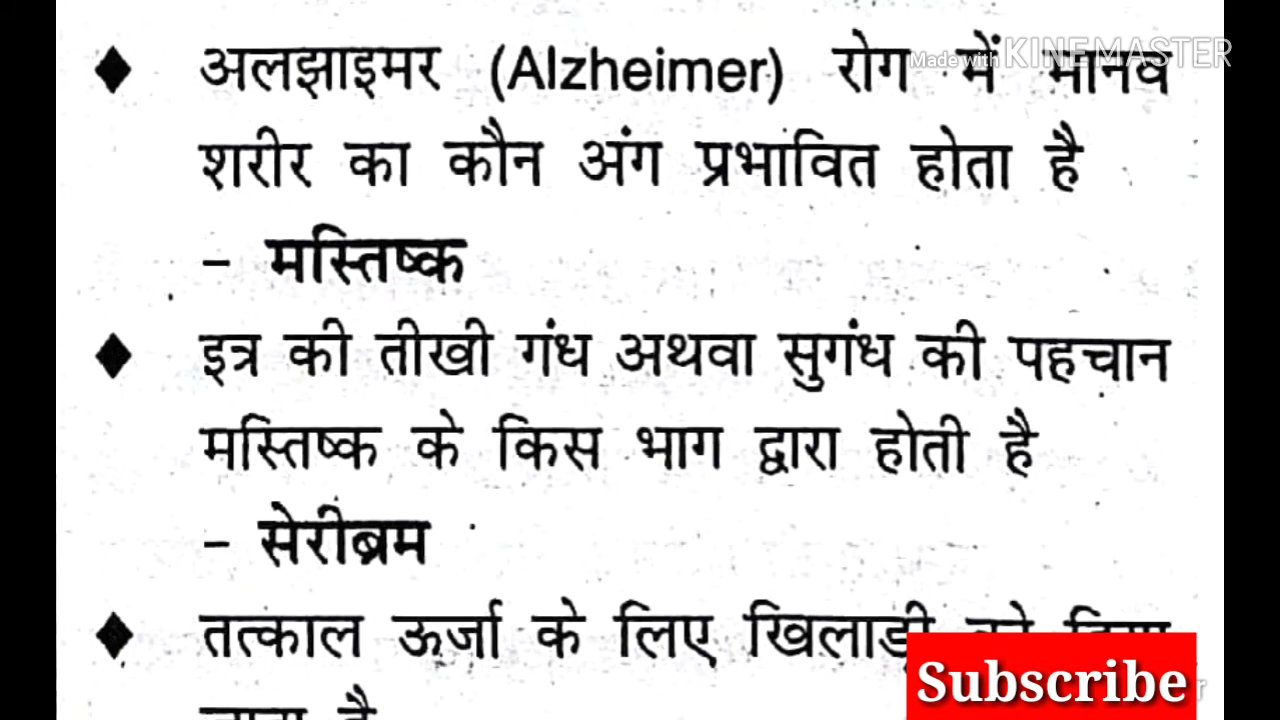 Made with KINEMASTER
◆ अलझाइमर (Alzheimer) रोग में मानव
शरीर का कौन अंग प्रभावित होता है
- मस्तिष्क
◆ इत्र की तीखी गंध अथवा सुगंध की पहचान
मस्तिष्क के किस भाग द्वारा होती है
- सेरीब्रम
◆ तत्काल ऊर्जा के लिए खिलाड़ी को
Subscribe
है